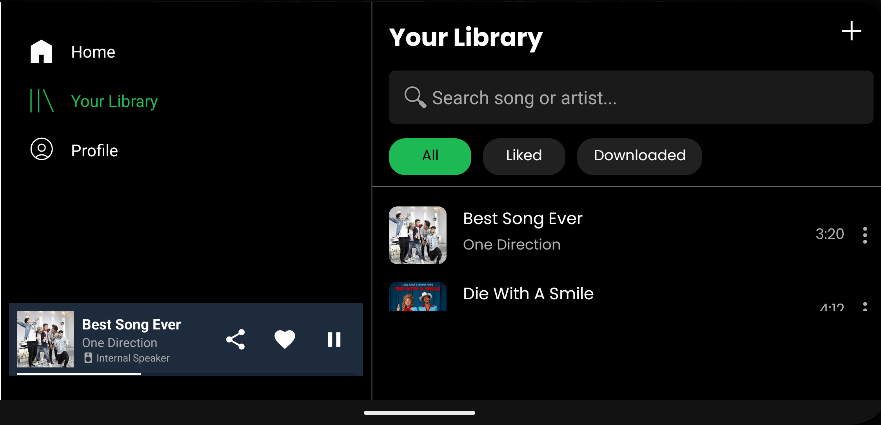 Home
Your Library
Profile
Best Song Ever
One Direction
Internal Speaker
Your Library
Search song or artist...
All
Liked
Downloaded
Best Song Ever
One Direction
3:20
Die With A Smile
4:12